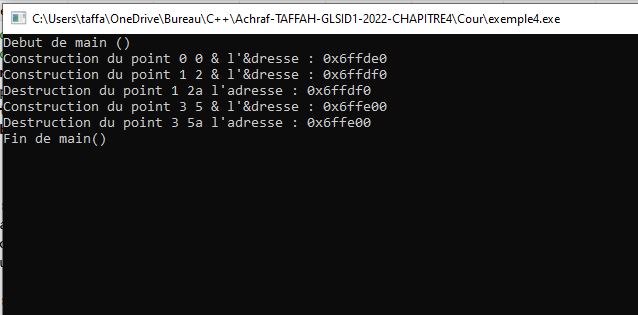 C:\Users\taffa\OneDrive\Bureau\C++\Achraf-TAFFAH-GLSID1-2022-CHAPITRE4\Cour\exemple4.exe
Debut de main ()
Construction du point 0 0 & l'&dresse : 0x6ffde0
Construction du point 1 2 & l'&dresse : 0x6ffdf0
Destruction du point 1 2a l'adresse : 0x6ffdf0
Construction du point 3 5 & l'&dresse : 0x6ffe00
Destruction du point 3 5a l'adresse : 0x6ffe00
Fin de main()